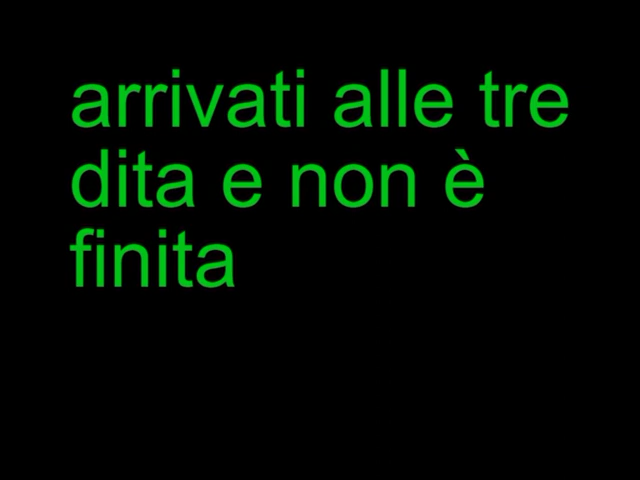 arrivati alle tre
dita e non è
finita